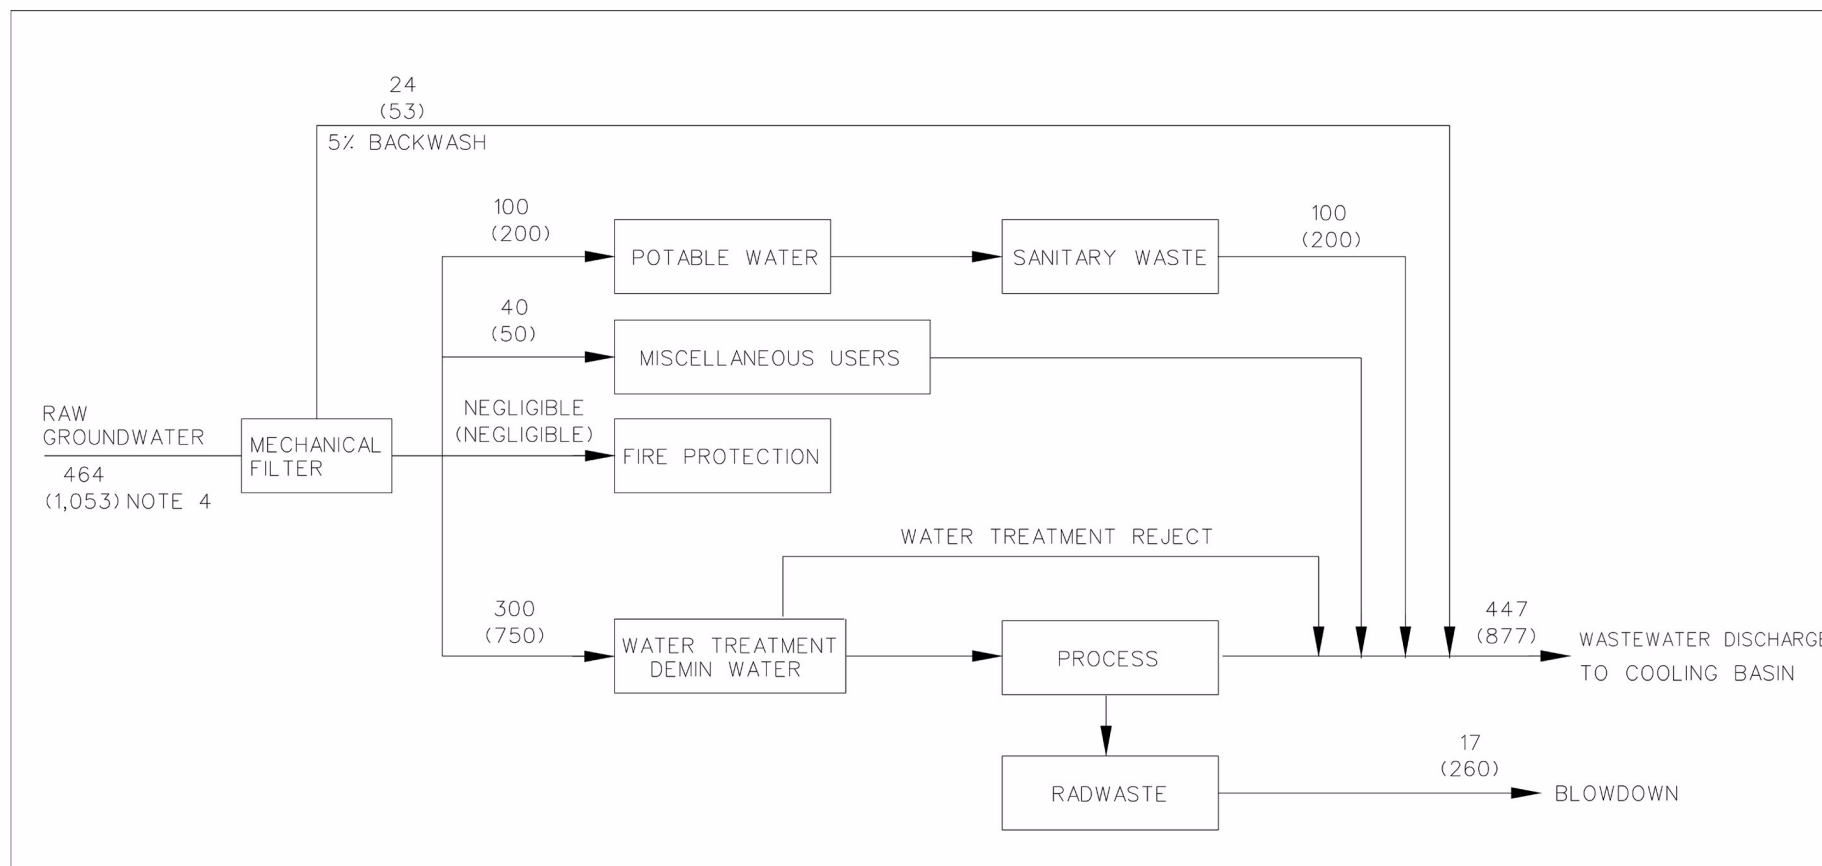 24
(53)
5% BACKWASH
100
(200)
POTABLE WATER
SANITARY WASTE
100
(200)
40
(50)
MISCELLANEOUS USERS
RAW
GROUNDWATER
464
(1,053) NOTE 4
MECHANICAL
FILTER
NEGLIGIBLE
(NEGLIGIBLE)
FIRE PROTECTION
WATER TREATMENT REJECT
300
(750)
WATER TREATMENT
DEMIN WATER
PROCESS
447
(877)
WASTEWATER DISCHARGE
TO COOLING BASIN
RADWASTE
17
(260)
BLOWDOWN